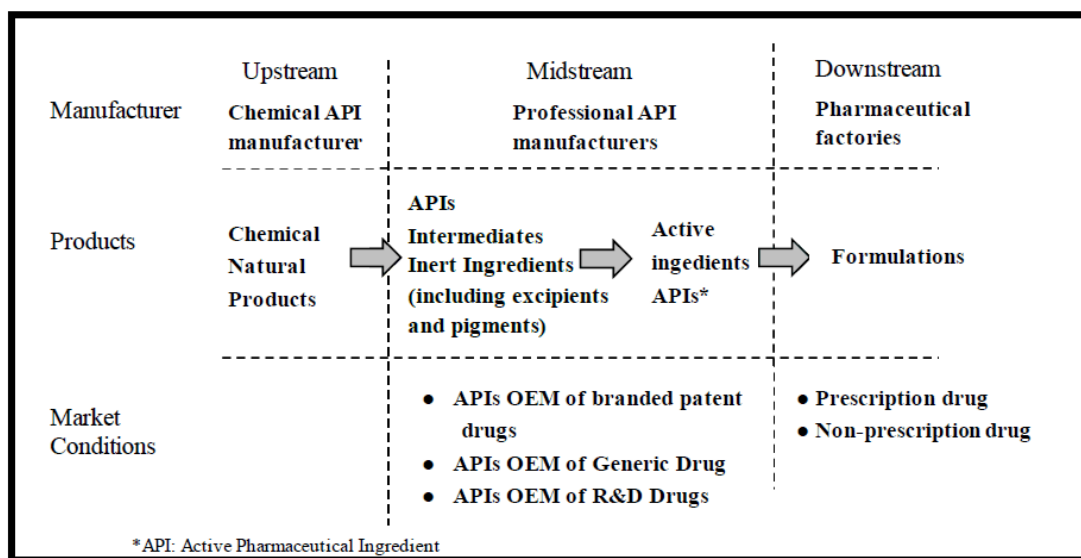 Upstream
Midstream
Downstream
Manufacturer
Chemical API
manufacturer
Professional API
manufacturers
Pharmaceutical
factories
Products
Chemical
Natural
Products
APIs
Intermediates
Inert Ingredients
(including excipients
and pigments)
Active
ingedients
APIs*
Formulations
Market
Conditions
● APIs OEM of branded patent
drugs
● APIs OEM of Generic Drug
● APIs OEM of R&D Drugs
● Prescription drug
● Non-prescription drug
*API: Active Pharmaceutical Ingredient